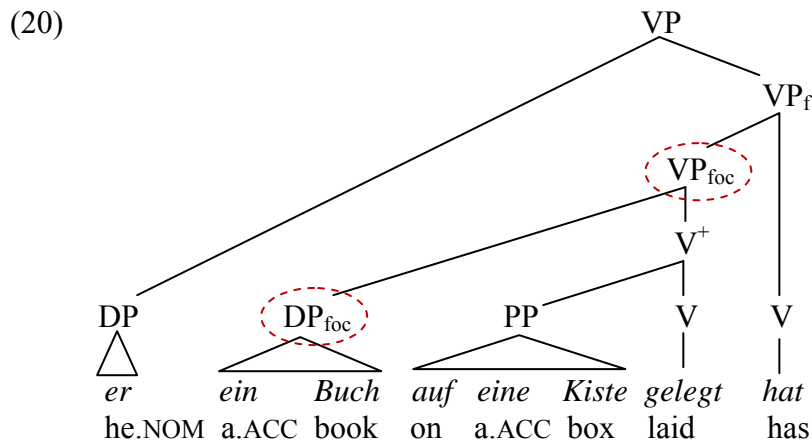 (20)
VP
VPf
VPfoc
V+
DP DPfoc PP V V
er ein Buch auf eine Kiste gelegt hat
he.NOM a.ACC book on a.ACC box laid has